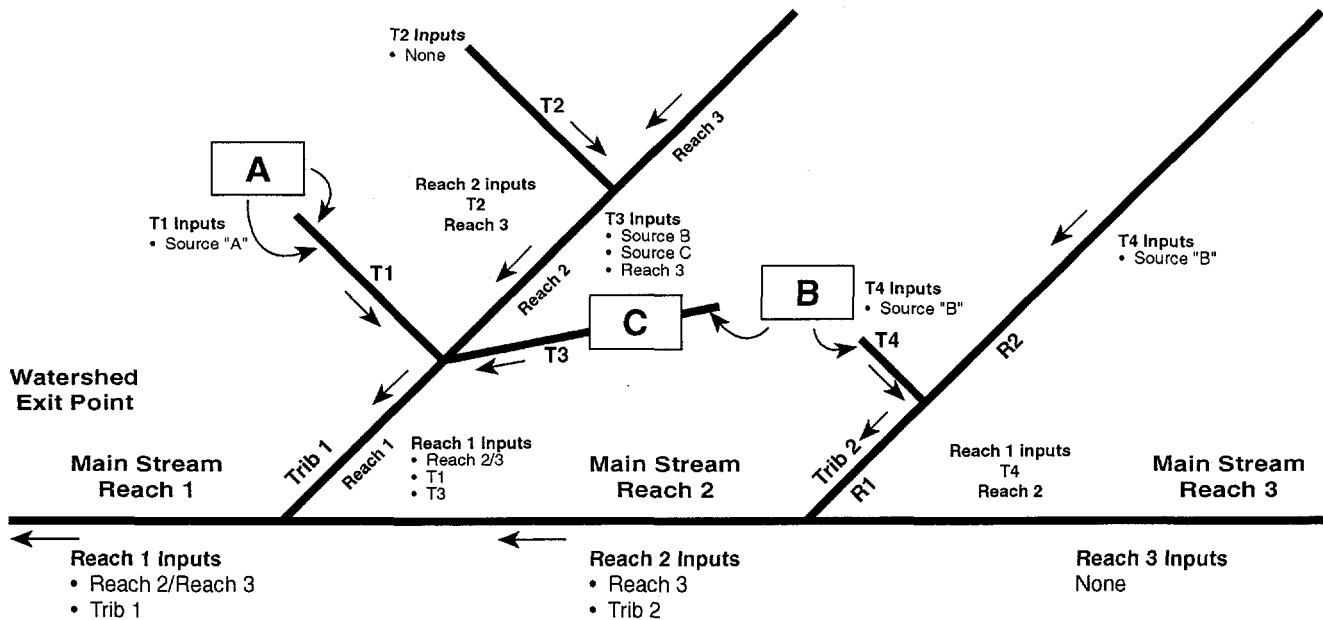 T2 Inputs
• None
T2
Reach 3
A
Reach 2 inputs
T2
Reach 3
T1 Inputs
• Source "A"
T3 Inputs
• Source B
• Source C
• Reach 3
T4 Inputs
• Source "B"
T1
Reach 2
B
T4 Inputs
• Source "B"
C
T3
T4
R2
Watershed
Exit Point
Trib 1
Reach 1
Reach 1 Inputs
• Reach 2/3
• T1
• T3
Trib 2
R1
Reach 1 inputs
T4
Reach 2
Main Stream
Reach 1
Main Stream
Reach 2
Main Stream
Reach 3
Reach 1 Inputs
• Reach 2/Reach 3
• Trib 1
Reach 2 Inputs
• Reach 3
• Trib 2
Reach 3 Inputs
None